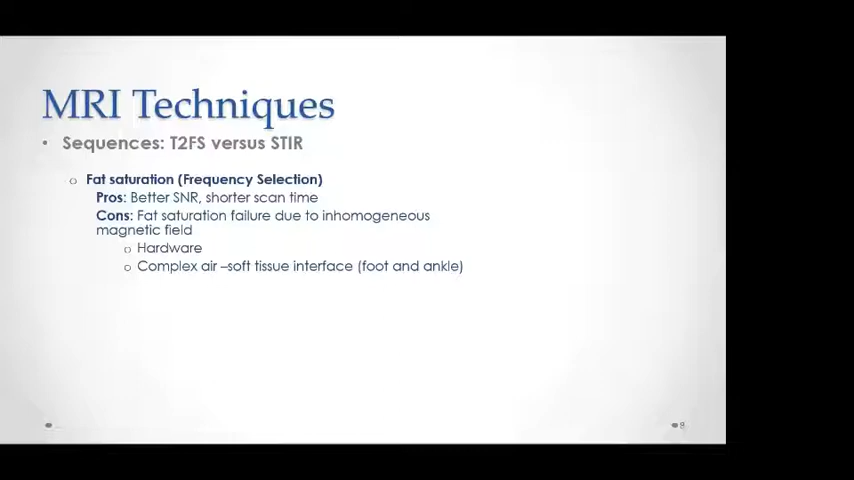 MRI Techniques
• Sequences: T2FS versus STIR
o Fat saturation (Frequency Selection)
Pros: Better SNR, shorter scan time
Cons: Fat saturation failure due to inhomogeneous
magnetic field
o Hardware
o Complex air –soft tissue interface (foot and ankle)